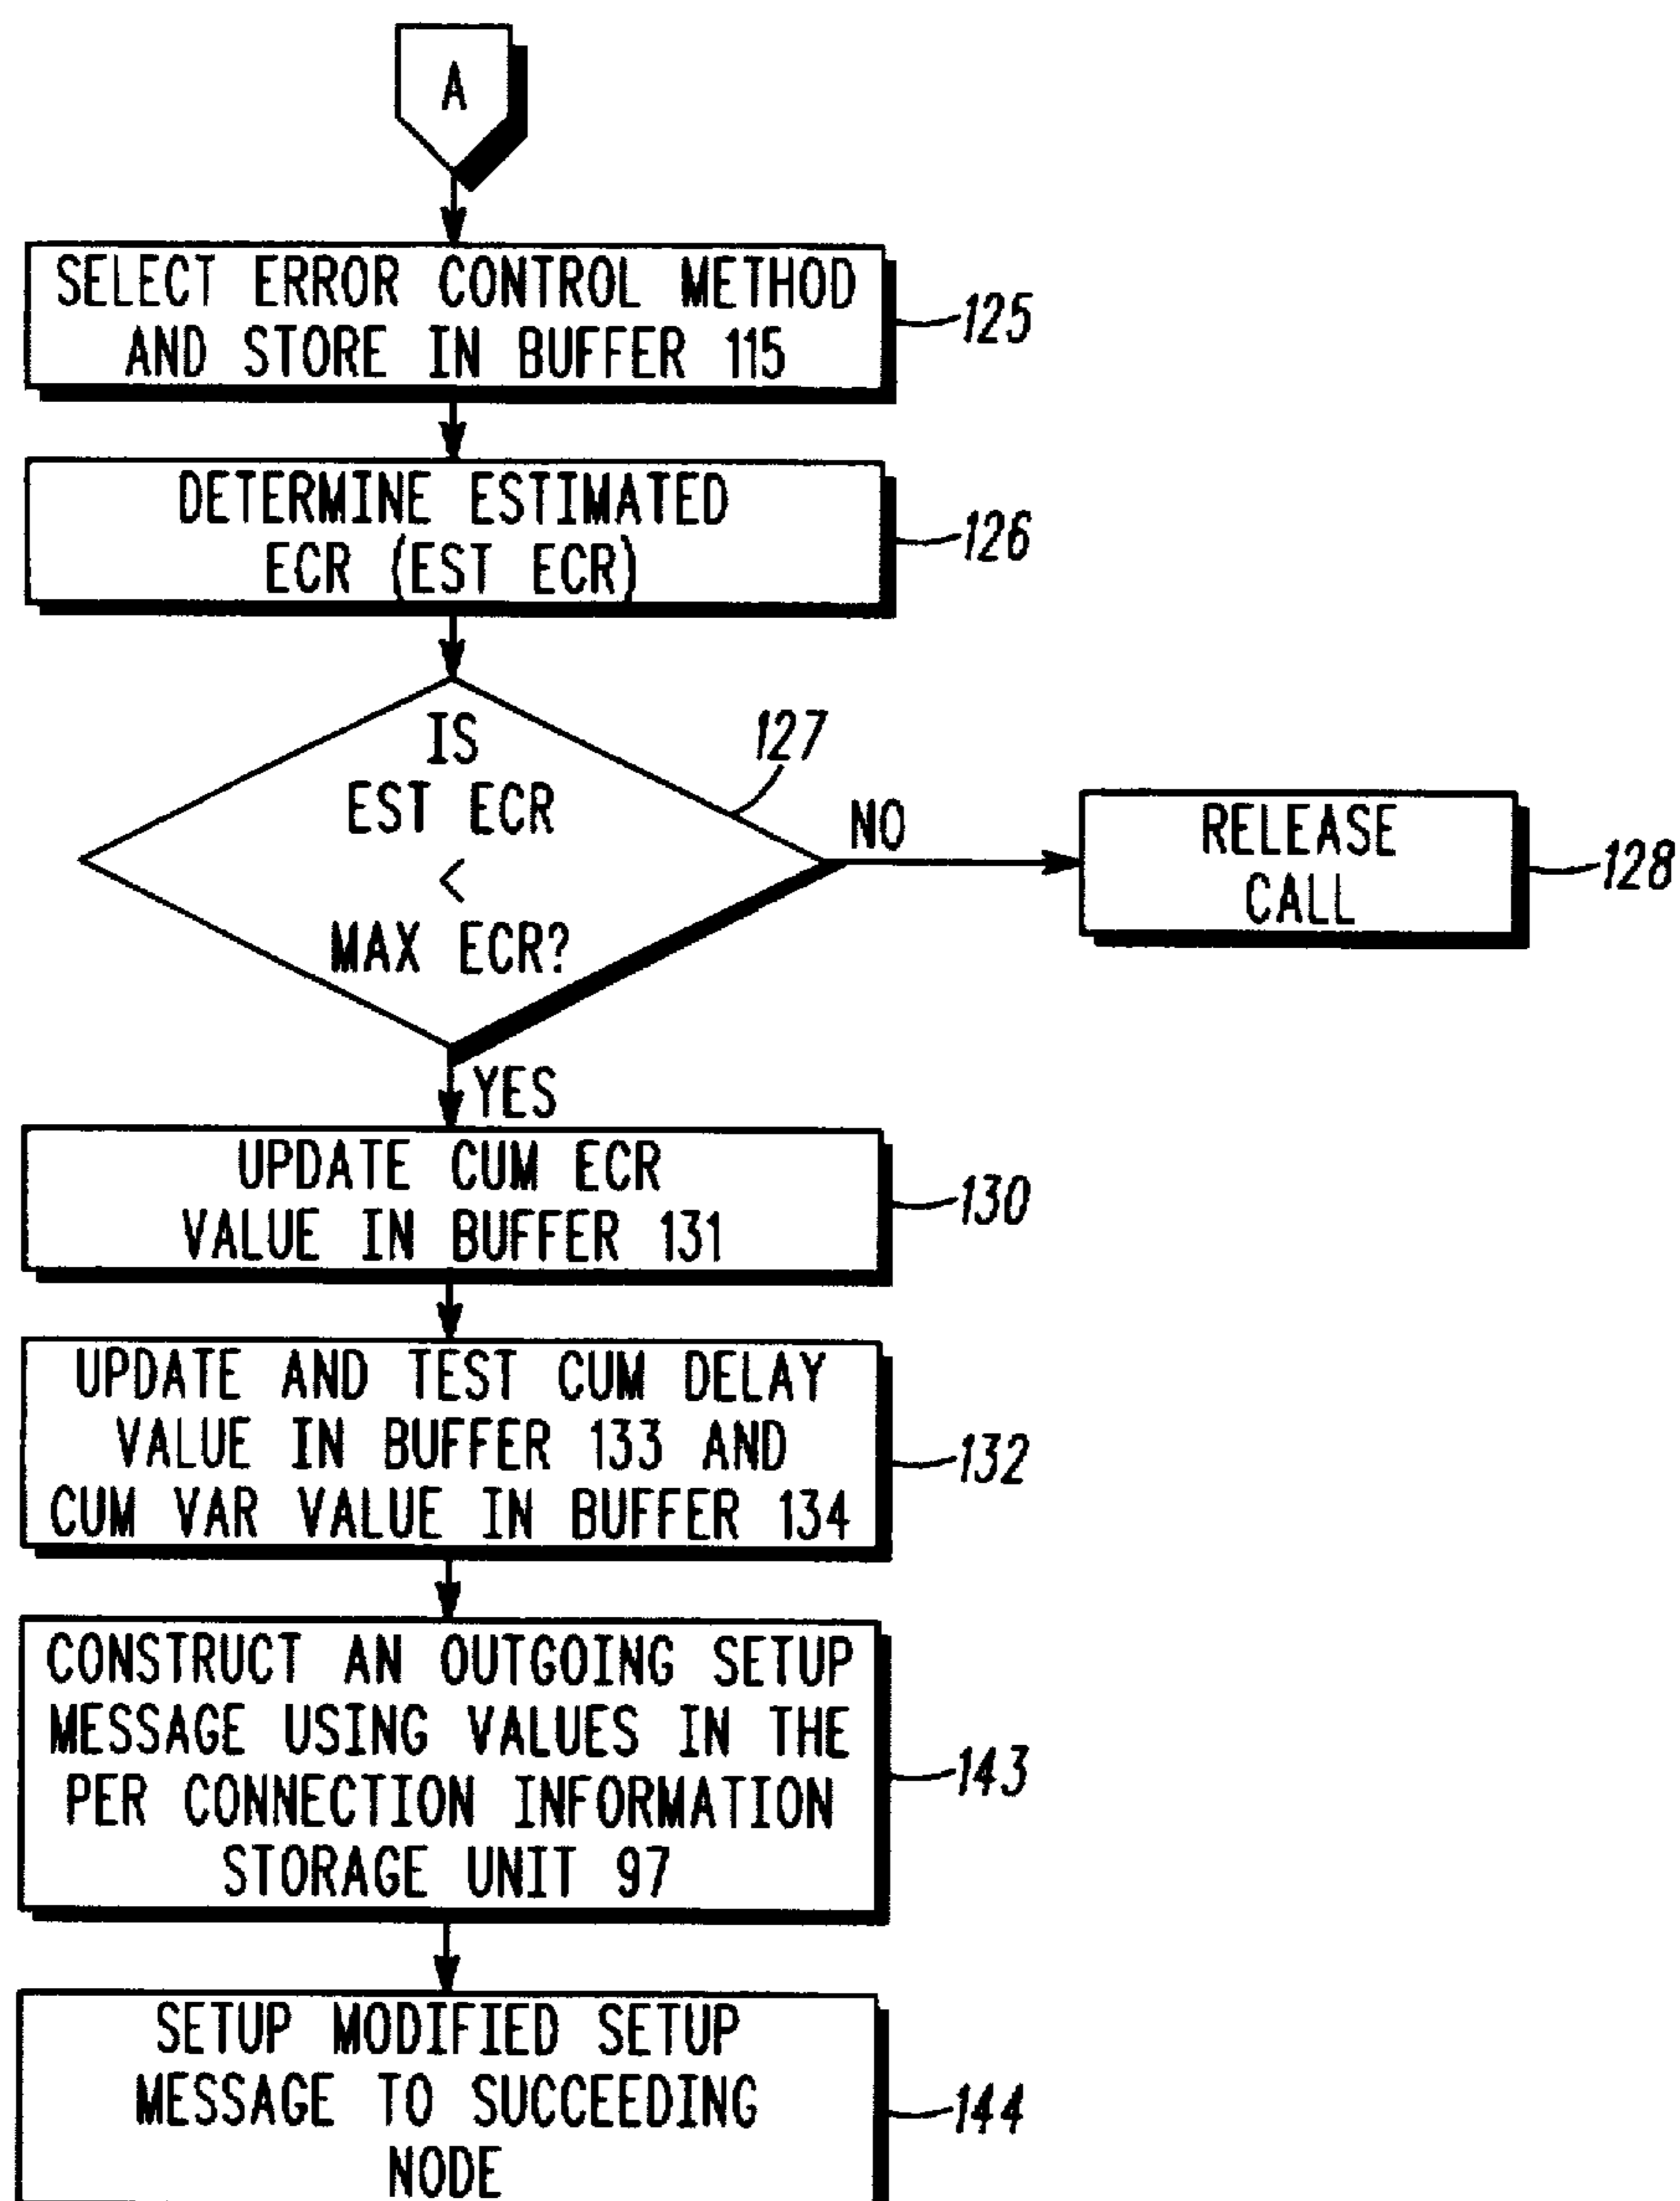 A
SELECT ERROR CONTROL METHOD
AND STORE IN BUFFER 115
125
DETERMINE ESTIMATED
ECR (EST ECR)
126
IS
EST ECR
<
MAX ECR?
127
NO
RELEASE
CALL
128
YES
UPDATE CUM ECR
VALUE IN BUFFER 131
130
UPDATE AND TEST CUM DELAY
VALUE IN BUFFER 133 AND
CUM VAR VALUE IN BUFFER 134
132
CONSTRUCT AN OUTGOING SETUP
MESSAGE USING VALUES IN THE
PER CONNECTION INFORMATION
STORAGE UNIT 97
143
SETUP MODIFIED SETUP
MESSAGE TO SUCCEEDING
NODE
144